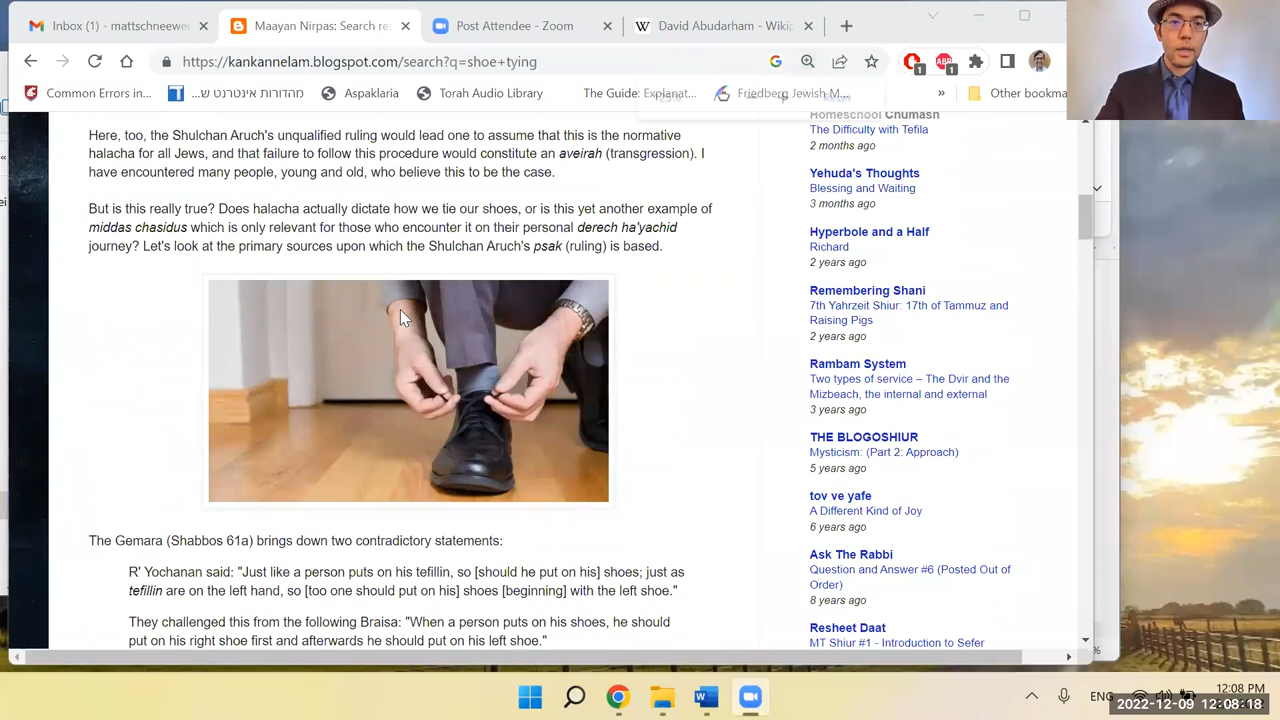 Inbox (1) - mattschneewei
Maayan Nirpas: Search re
Post Attendee - Zoom
David Abudarham - Wikip
https://kankanhelam.blogspot.com/search?q=shoe+tying
Common Errors in...
מהדורות אינטרנט ש...
Aspaklaria
Torah Audio Library
The Guide: Explanat...
Friedberg Jewish M...
»
Other bookma
Here, too, the Shulchan Aruch's unqualified ruling would lead one to assume that this is the normative
halacha for all Jews, and that failure to follow this procedure would constitute an aveirah (transgression). I
have encountered many people, young and old, who believe this to be the case.
But is this really true? Does halacha actually dictate how we tie our shoes, or is this yet another example of
middas chasidus which is only relevant for those who encounter it on their personal derech ha'yachid
journey? Let's look at the primary sources upon which the Shulchan Aruch's psak (ruling) is based.
The Gemara (Shabbos 61a) brings down two contradictory statements:
R' Yochanan said: "Just like a person puts on his tefillin, so [should he put on his] shoes; just as
tefillin are on the left hand, so [too one should put on his] shoes [beginning] with the left shoe."
They challenged this from the following Braisa: "When a person puts on his shoes, he should
put on his right shoe first and afterwards he should put on his left shoe."
Homeschool Chumash
The Difficulty with Tefila
2 months ago
Yehuda's Thoughts
Blessing and Waiting
3 months ago
Hyperbole and a Half
Richard
2 years ago
Remembering Shani
7th Yahrzeit Shiur: 17th of Tammuz and
Raising Pigs
2 years ago
Rambam System
Two types of service – The Dvir and the
Mizbeach, the internal and external
3 years ago
THE BLOGOSHIUR
Mysticism: (Part 2: Approach)
5 years ago
tov ve yafe
A Different Kind of Joy
6 years ago
Ask The Rabbi
Question and Answer #6 (Posted Out of
Order)
8 years ago
Resheet Daat
MT Shiur #1 - Introduction to Sefer
ENG
12:08 PM
2022-12-09 12:08:18